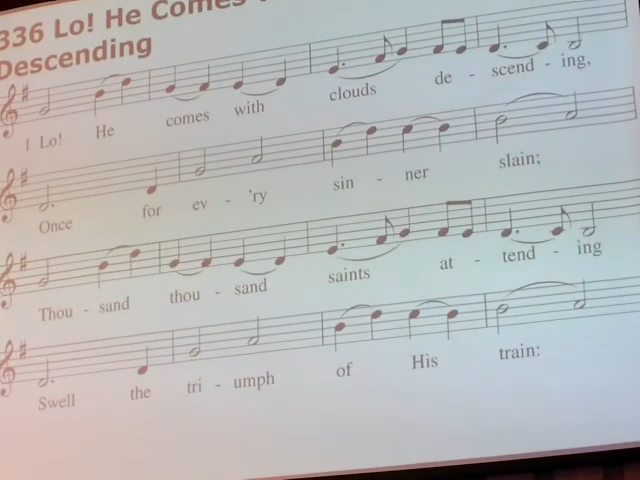 336 Lo! He Comes
Descending
1 Lo! He comes with clouds de - scend - ing,
Once for ev - 'ry sin - ner slain;
Thou - sand thou - sand saints at - tend - ing
Swell the tri - umph of His train: